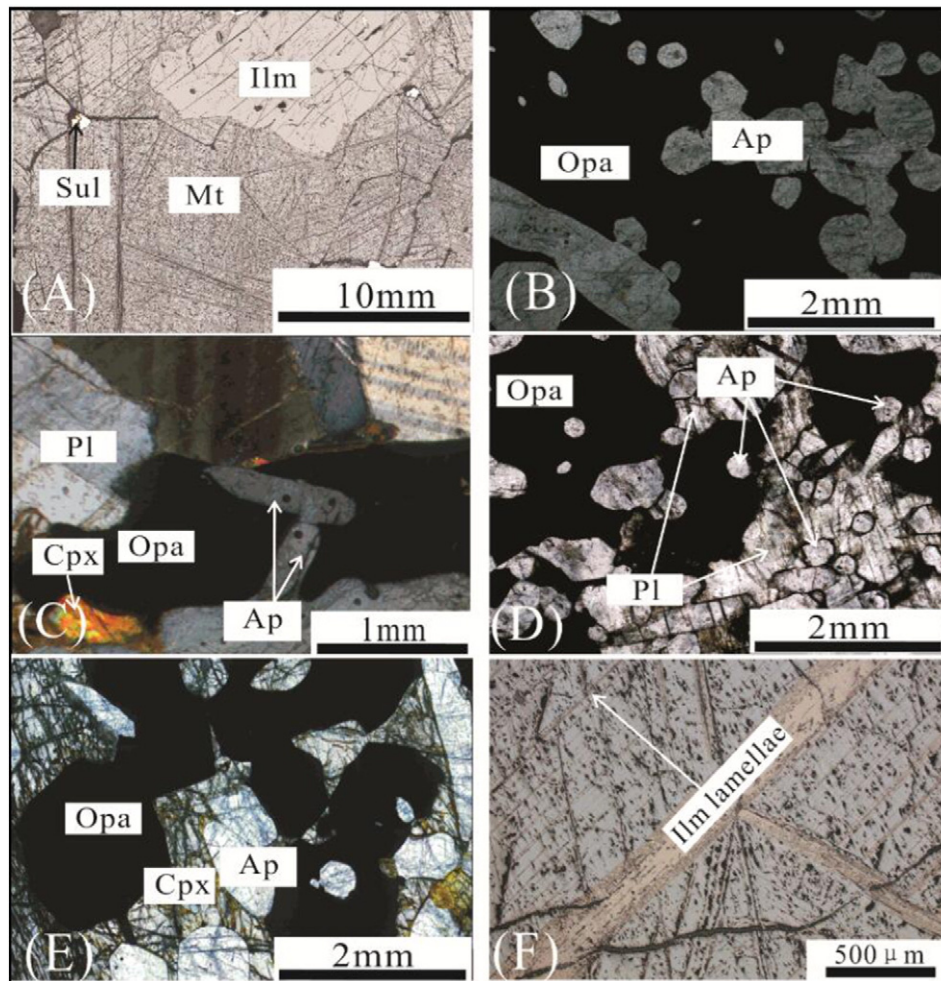 Ilm
Sul
Mt
(A)
10mm
Ap
Opa
(B)
2mm
Pl
Opa
Cpx
Ap
(C)
1mm
Opa
Ap
Pl
(D)
2mm
Opa
Ap
Cpx
(E)
2mm
Ilm lamellae
(F)
500 μm